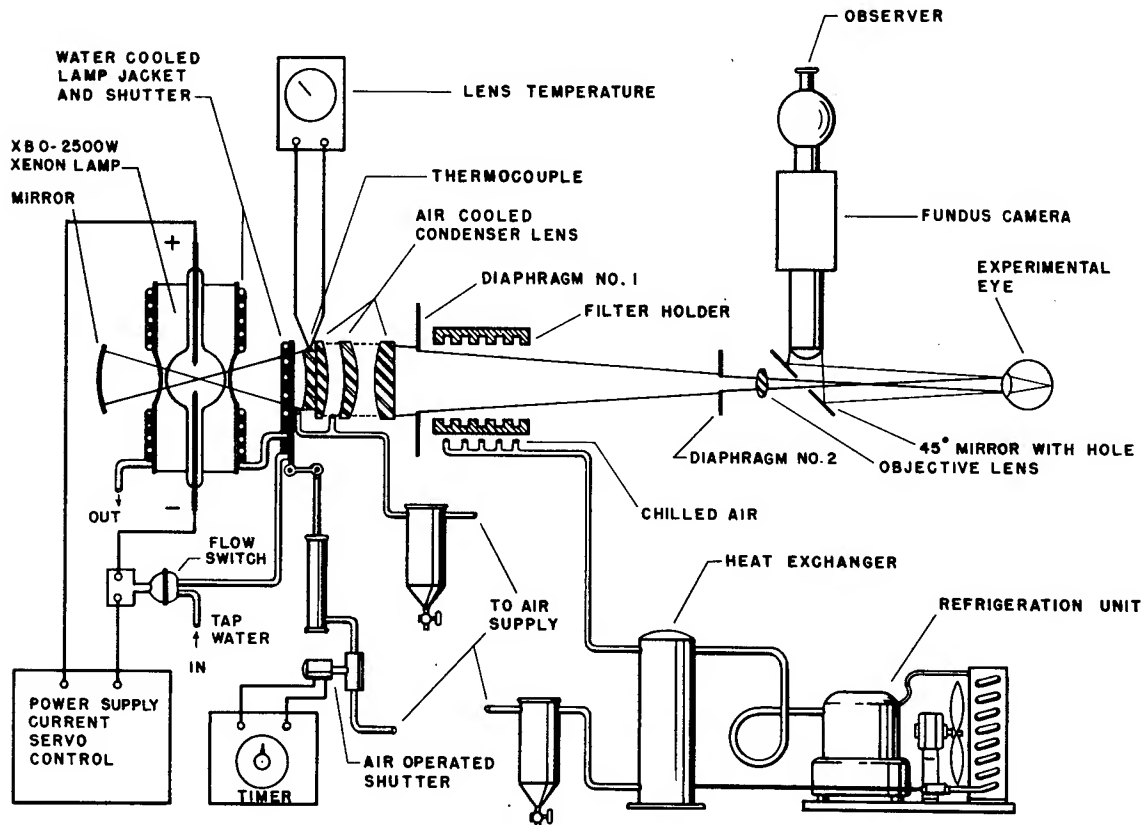 OBSERVER
WATER COOLED
LAMP JACKET
AND SHUTTER
LENS TEMPERATURE
XBO-2500W
XENON LAMP
MIRROR
THERMOCOUPLE
AIR COOLED
CONDENSER LENS
FUNDUS CAMERA
DIAPHRAGM NO. 1
EXPERIMENTAL
EYE
FILTER HOLDER
+
45° MIRROR WITH HOLE
OBJECTIVE LENS
DIAPHRAGM NO. 2
OUT
−
CHILLED AIR
FLOW
SWITCH
HEAT EXCHANGER
TO AIR
SUPPLY
REFRIGERATION UNIT
TAP
WATER
IN
POWER SUPPLY
CURRENT
SERVO
CONTROL
AIR OPERATED
SHUTTER
TIMER